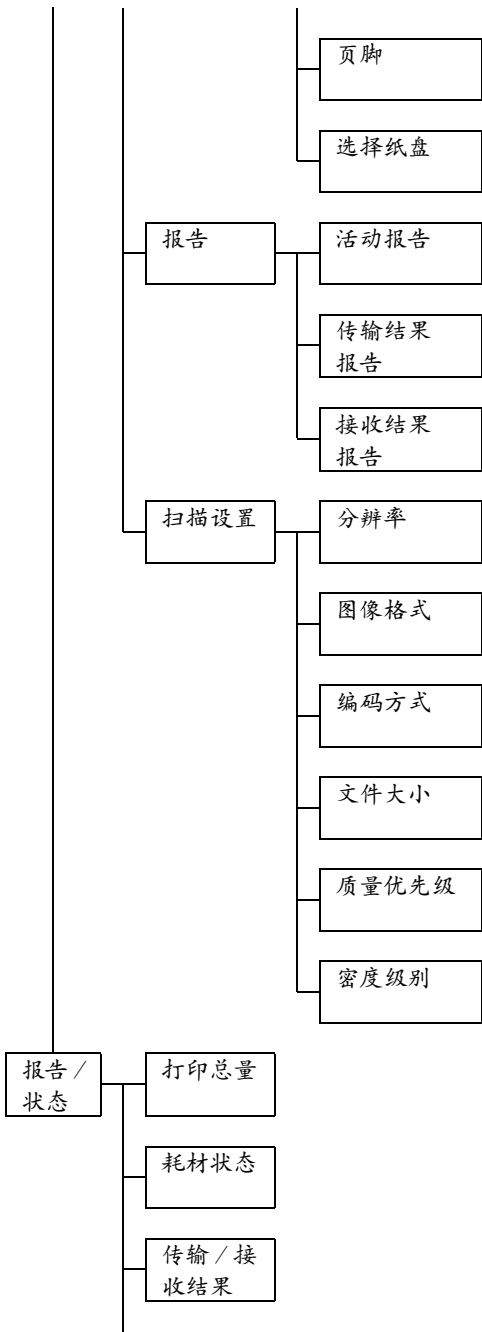 页脚
选择纸盘
报告
活动报告
传输结果
报告
接收结果
报告
扫描设置
分辨率
图像格式
编码方式
文件大小
质量优先级
密度级别
报告/
状态
打印总量
耗材状态
传输/接
收结果